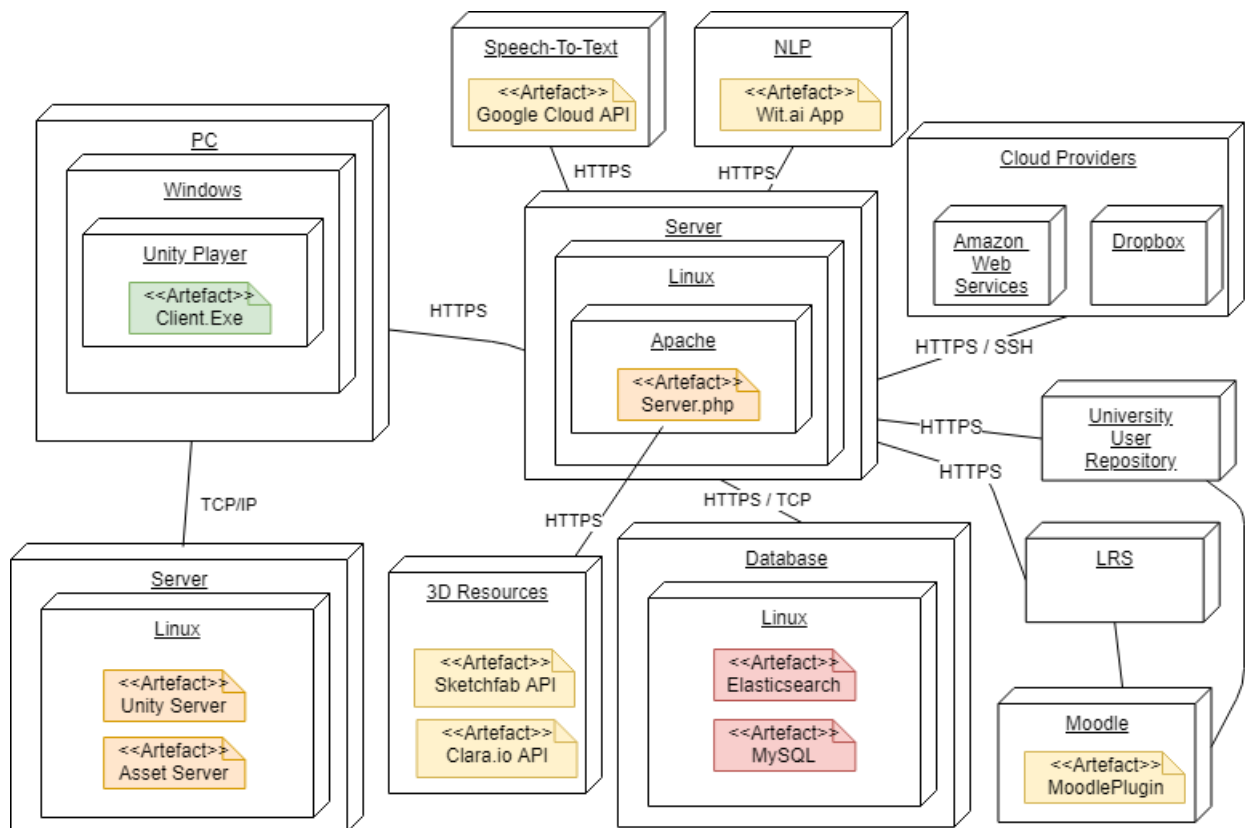 Speech-To-Text
<<Artefact>>
Google Cloud API
NLP
<<Artefact>>
Wit.ai App
PC
Windows
Unity Player
<<Artefact>>
Client.Exe
HTTPS
HTTPS
Cloud Providers
Amazon
Web
Services
Dropbox
Server
Linux
Apache
<<Artefact>>
Server.php
HTTPS
HTTPS / SSH
University
User
Repository
HTTPS
HTTPS
TCP/IP
HTTPS / TCP
HTTPS
Server
Linux
<<Artefact>>
Unity Server
<<Artefact>>
Asset Server
3D Resources
<<Artefact>>
Sketchfab API
<<Artefact>>
Clara.io API
Database
Linux
<<Artefact>>
Elasticsearch
<<Artefact>>
MySQL
LRS
Moodle
<<Artefact>>
MoodlePlugin